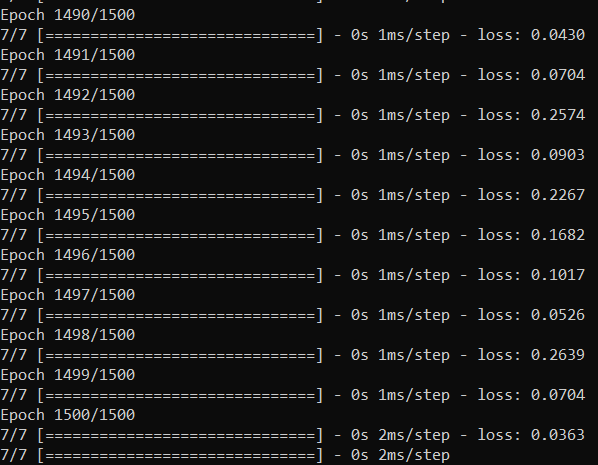 Epoch 1490/1500
7/7 [==============================] - 0s 1ms/step - loss: 0.0430
Epoch 1491/1500
7/7 [==============================] - 0s 1ms/step - loss: 0.0704
Epoch 1492/1500
7/7 [==============================] - 0s 1ms/step - loss: 0.2574
Epoch 1493/1500
7/7 [==============================] - 0s 1ms/step - loss: 0.0903
Epoch 1494/1500
7/7 [==============================] - 0s 1ms/step - loss: 0.2267
Epoch 1495/1500
7/7 [==============================] - 0s 1ms/step - loss: 0.1682
Epoch 1496/1500
7/7 [==============================] - 0s 1ms/step - loss: 0.1017
Epoch 1497/1500
7/7 [==============================] - 0s 1ms/step - loss: 0.0526
Epoch 1498/1500
7/7 [==============================] - 0s 1ms/step - loss: 0.2639
Epoch 1499/1500
7/7 [==============================] - 0s 1ms/step - loss: 0.0704
Epoch 1500/1500
7/7 [==============================] - 0s 2ms/step - loss: 0.0363
7/7 [==============================] - 0s 2ms/step